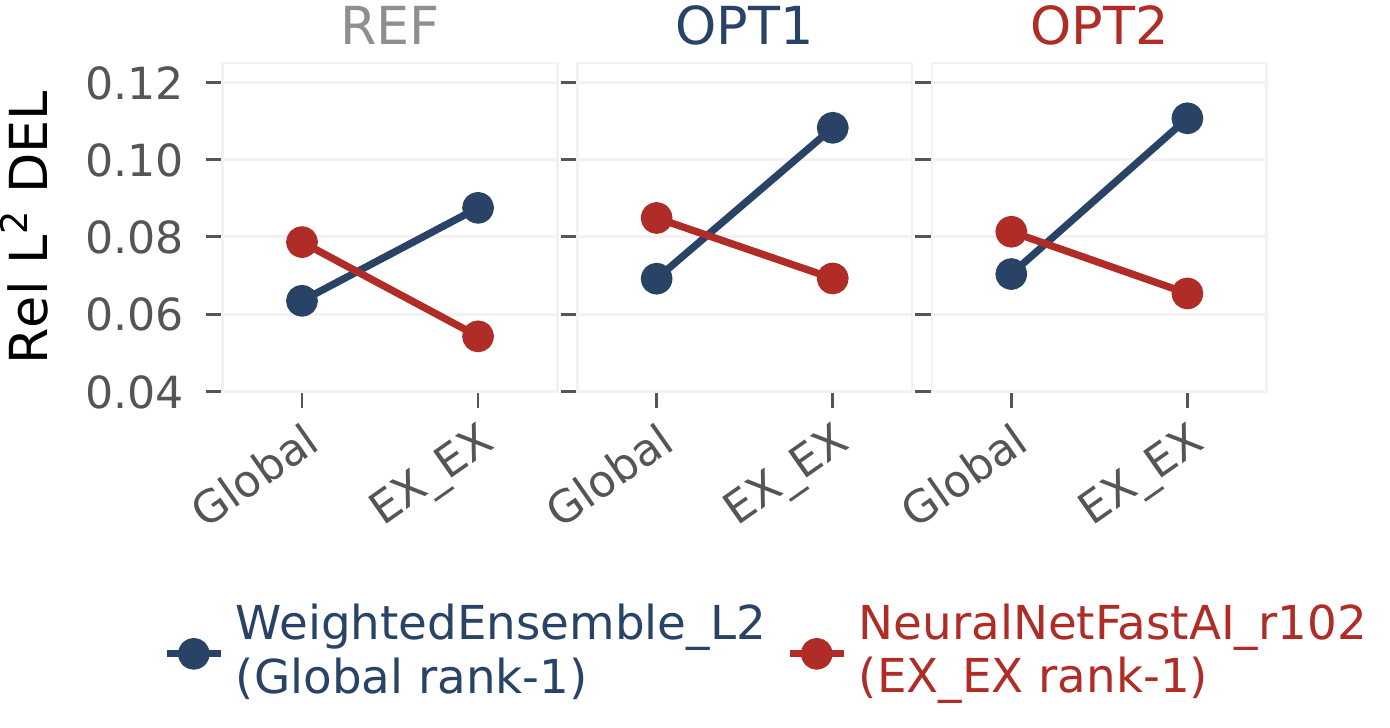 REF OPT1 OPT2
Rel L² DEL
0.12
0.10
0.08
0.06
0.04
Global EX_EX Global EX_EX Global EX_EX
WeightedEnsemble_L2
(Global rank-1)
NeuralNetFastAI_r102
(EX_EX rank-1)